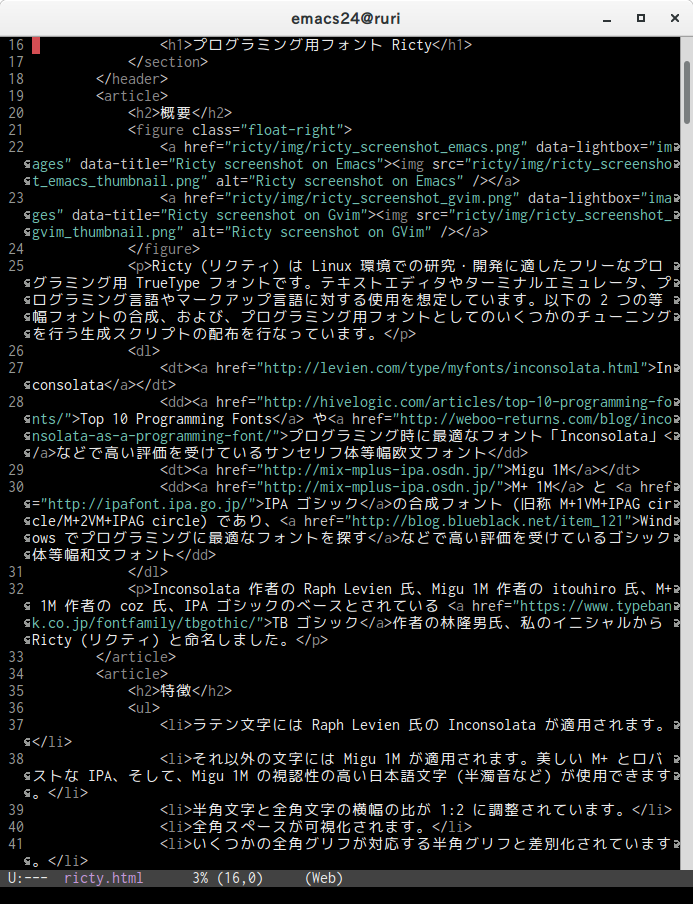 emacs24@ruri
16 <h1>プログラミング用フォント Ricty</h1>
17 </section>
18 </header>
19 <article>
20 <h2>概要</h2>
21 <figure class="float-right">
22 <a href="ricty/img/ricty_screenshot_emacs.png" data-lightbox="im
ages" data-title="Ricty screenshot on Emacs"><img src="ricty/img/ricty_screensho
t_emacs_thumbnail.png" alt="Ricty screenshot on Emacs" /></a>
23 <a href="ricty/img/ricty_screenshot_gvim.png" data-lightbox="ima
ges" data-title="Ricty screenshot on Gvim"><img src="ricty/img/ricty_screenshot_
gvim_thumbnail.png" alt="Ricty screenshot on GVim" /></a>
24 </figure>
25 <p>Ricty (リクティ) は Linux 環境での研究・開発に適したフリーなプロ
グラミング用 TrueType フォントです。テキストエディタやターミナルエミュレータ、プ
ログラミング言語やマークアップ言語に対する使用を想定しています。以下の 2 つの等
幅フォントの合成、および、プログラミング用フォントとしてのいくつかのチューニング
を行う生成スクリプトの配布を行なっています。</p>
26 <dl>
27 <dt><a href="http://levien.com/type/myfonts/inconsolata.html">In
consolata</a></dt>
28 <dd><a href="http://hivelogic.com/articles/top-10-programming-fo
nts/">Top 10 Programming Fonts</a> や<a href="http://weboo-returns.com/blog/inco
nsolata-as-a-programming-font/">プログラミング時に最適なフォント「Inconsolata」<
/a>などで高い評価を受けているサンセリフ体等幅欧文フォント</dd>
29 <dt><a href="http://mix-mplus-ipa.osdn.jp/">Migu 1M</a></dt>
30 <dd><a href="http://mix-mplus-ipa.osdn.jp/">M+ 1M</a> と <a href
="http://ipafont.ipa.go.jp/">IPA ゴシック</a>の合成フォント (旧称 M+1VM+IPAG cir
cle/M+2VM+IPAG circle) であり、<a href="http://blog.blueblack.net/item_121">Wind
ows でプログラミングに最適なフォントを探す</a>などで高い評価を受けているゴシック
体等幅和文フォント</dd>
31 </dl>
32 <p>Inconsolata 作者の Raph Levien 氏、Migu 1M 作者の itouhiro 氏、M+
1M 作者の coz 氏、IPA ゴシックのベースとされている <a href="https://www.typeban
k.co.jp/fontfamily/tbgothic/">TB ゴシック</a>作者の林隆男氏、私のイニシャルから
Ricty (リクティ) と命名しました。</p>
33 </article>
34 <article>
35 <h2>特徴</h2>
36 <ul>
37 <li>ラテン文字には Raph Levien 氏の Inconsolata が適用されます。
</li>
38 <li>それ以外の文字には Migu 1M が適用されます。美しい M+ とロバ
ストな IPA、そして、Migu 1M の視認性の高い日本語文字 (半濁音など) が使用できます
。</li>
39 <li>半角文字と全角文字の横幅の比が 1:2 に調整されています。</li>
40 <li>全角スペースが可視化されます。</li>
41 <li>いくつかの全角グリフが対応する半角グリフと差別化されています
。</li>
U:--- ricty.html 3% (16,0) (Web)